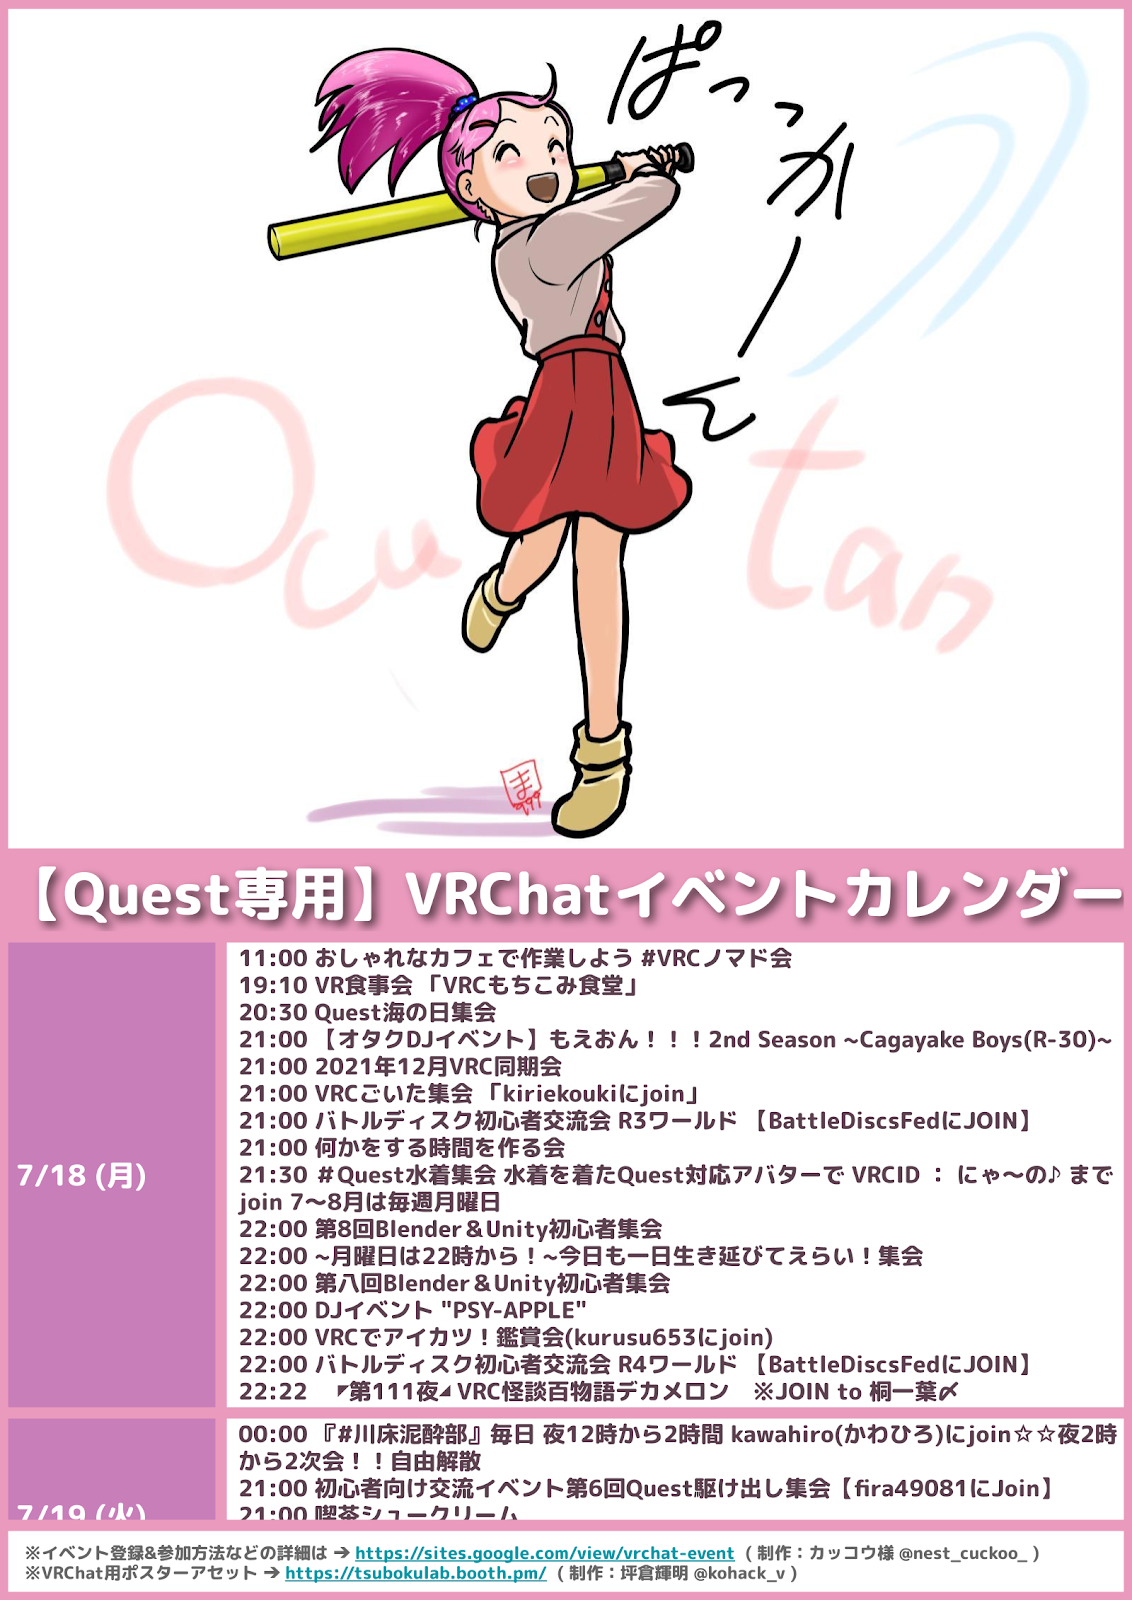 ぱっっかーん
Ocutan
ま
999
【Quest専用】VRChatイベントカレンダー
7/18 (月)
11:00 おしゃれなカフェで作業しよう #VRCノマド会
19:10 VR食事会 「VRCもちこみ食堂」
20:30 Quest海の日集会
21:00 【オタクDJイベント】もえおん！！！2nd Season ~Cagayake Boys(R-30)~
21:00 2021年12月VRC同期会
21:00 VRCごいた集会 「kiriekoukiにjoin」
21:00 バトルディスク初心者交流会 R3ワールド 【BattleDiscsFedにJOIN】
21:00 何かをする時間を作る会
21:30 ＃Quest水着集会 水着を着たQuest対応アバターで VRCID ： にゃ～の♪ まで
join 7～8月は毎週月曜日
22:00 第8回Blender＆Unity初心者集会
22:00 ~月曜日は22時から！~今日も一日生き延びてえらい！集会
22:00 第八回Blender＆Unity初心者集会
22:00 DJイベント "PSY-APPLE"
22:00 VRCでアイカツ！鑑賞会(kurusu653にjoin)
22:00 バトルディスク初心者交流会 R4ワールド 【BattleDiscsFedにJOIN】
22:22 ◤第111夜◢ VRC怪談百物語デカメロン　※JOIN to 桐一葉〆
7/19 (火)
00:00 『#川床泥酔部』毎日 夜12時から2時間 kawahiro(かわひろ)にjoin☆☆夜2時
から2次会！！自由解散
21:00 初心者向け交流イベント第6回Quest駆け出し集会【fira49081にJoin】
21:00 喫茶シュークリーム
※イベント登録&参加方法などの詳細は ➔ https://sites.google.com/view/vrchat-event ( 制作：カッコウ様 @nest_cuckoo_ )
※VRChat用ポスターアセット ➔ https://tsubokulab.booth.pm/ ( 制作：坪倉輝明 @kohack_v )